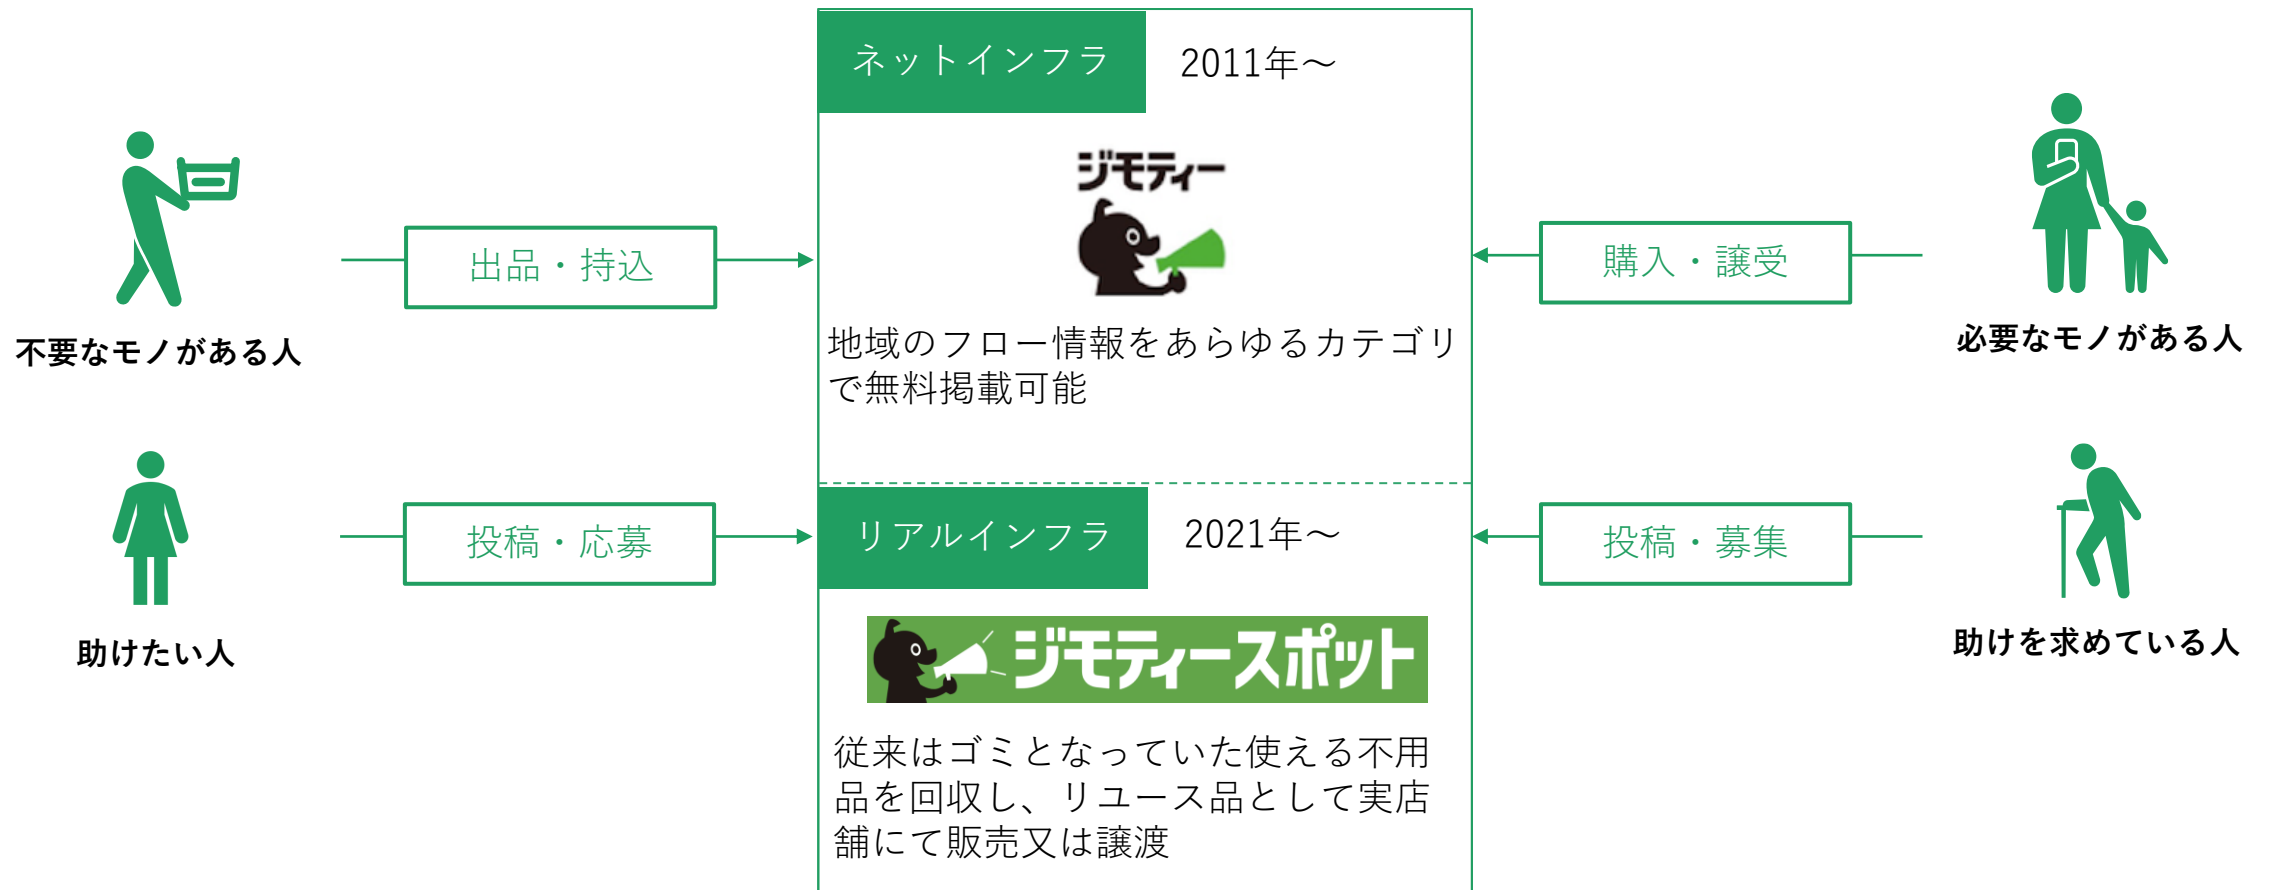 ネットインフラ
2011年～
ジモティー
出品・持込
購入・譲受
地域のフロー情報をあらゆるカテゴリ
で無料掲載可能
不要なモノがある人
必要なモノがある人
リアルインフラ
2021年～
投稿・応募
投稿・募集
助けたい人
助けを求めている人
ジモティースポット
従来はゴミとなっていた使える不用
品を回収し、リユース品として実店
舗にて販売又は譲渡